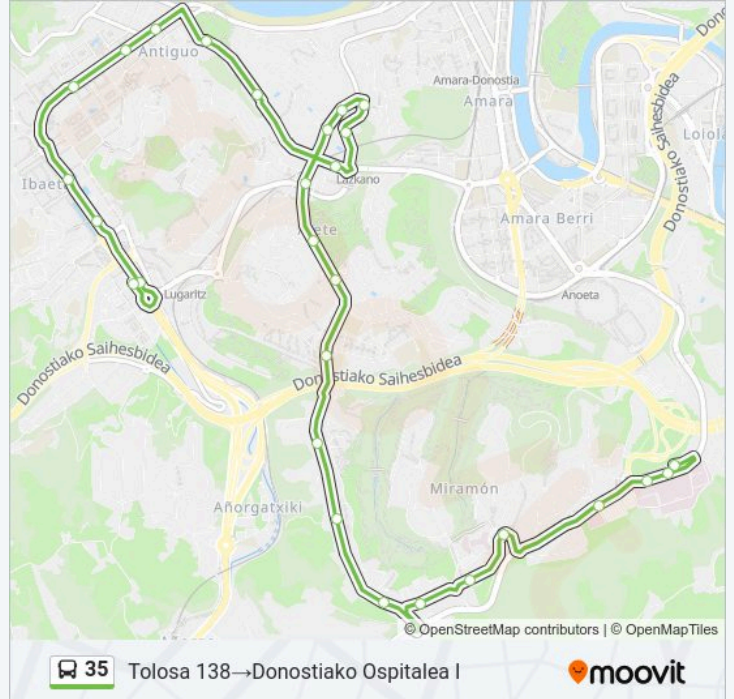 Antiguo
Amara-Donostia
Amara
Donostiako Saihesbidea
Ibaeta
Lazkano
Amara Berri
Lugaritz
Anoeta
Donostiako Saihesbidea
Donostiako Saihesbidea
Miramón
Añorgatxiki
© OpenStreetMap contributors | © OpenMapTiles
35 Tolosa 138→Donostiako Ospitalea I
moovit